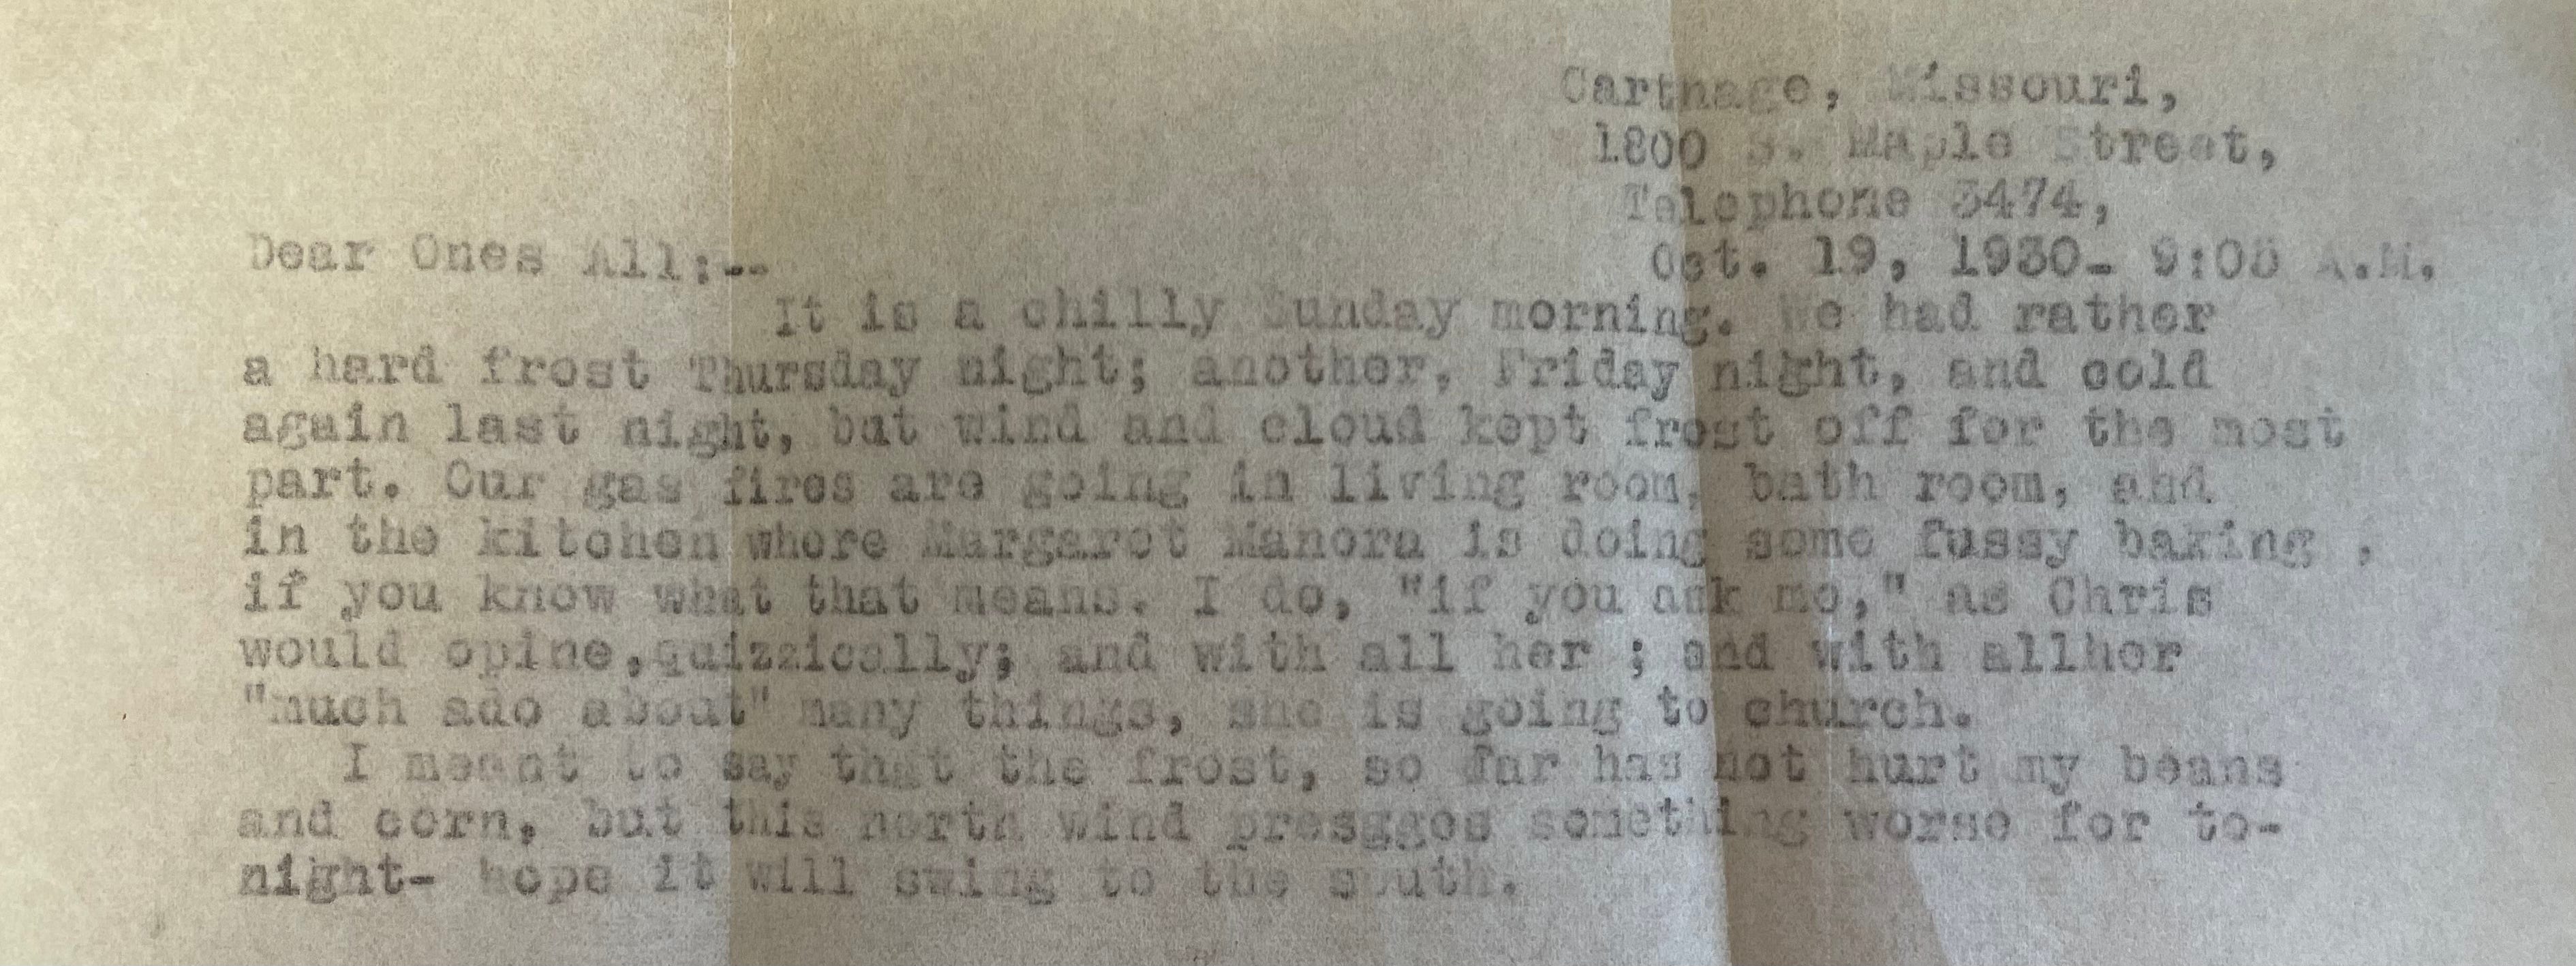 Carthage, Missouri,
1800 S. Maple Street,
Telephone 3474,
Dear Ones All:-- Oct. 19, 1930- 9:05 A.M.
It is a chilly Sunday morning. We had rather
a hard frost Thursday night; another, Friday night, and cold
again last night, but wind and cloud kept frost off for the most
part. Our gas fires are going in living room, bath room, and
in the kitchen where Margaret Manora is doing some fussy baking ,
if you know what that means. I do, "if you ask me," as Chris
would opine,quizzically; and with all her ; and with allher
"much ado about" many things, she is going to church.
I meant to say that the frost, so far has not hurt my beans
and corn, but this north wind presgges something worse for to-
night- hope it will swing to the south.